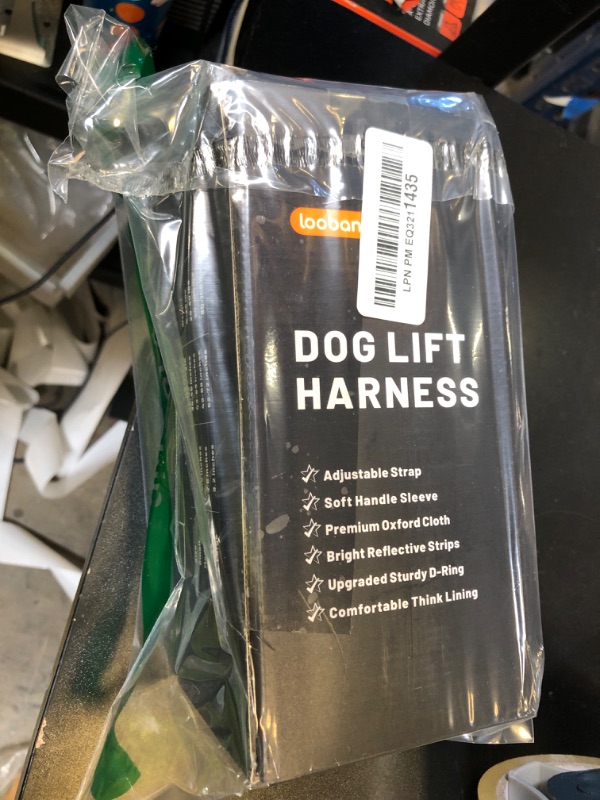 looban
LPN PM EQ3211435
DOG LIFT
HARNESS
Adjustable Strap
Soft Handle Sleeve
Premium Oxford Cloth
Bright Reflective Strips
Upgraded Sturdy D-Ring
Comfortable Think Lining